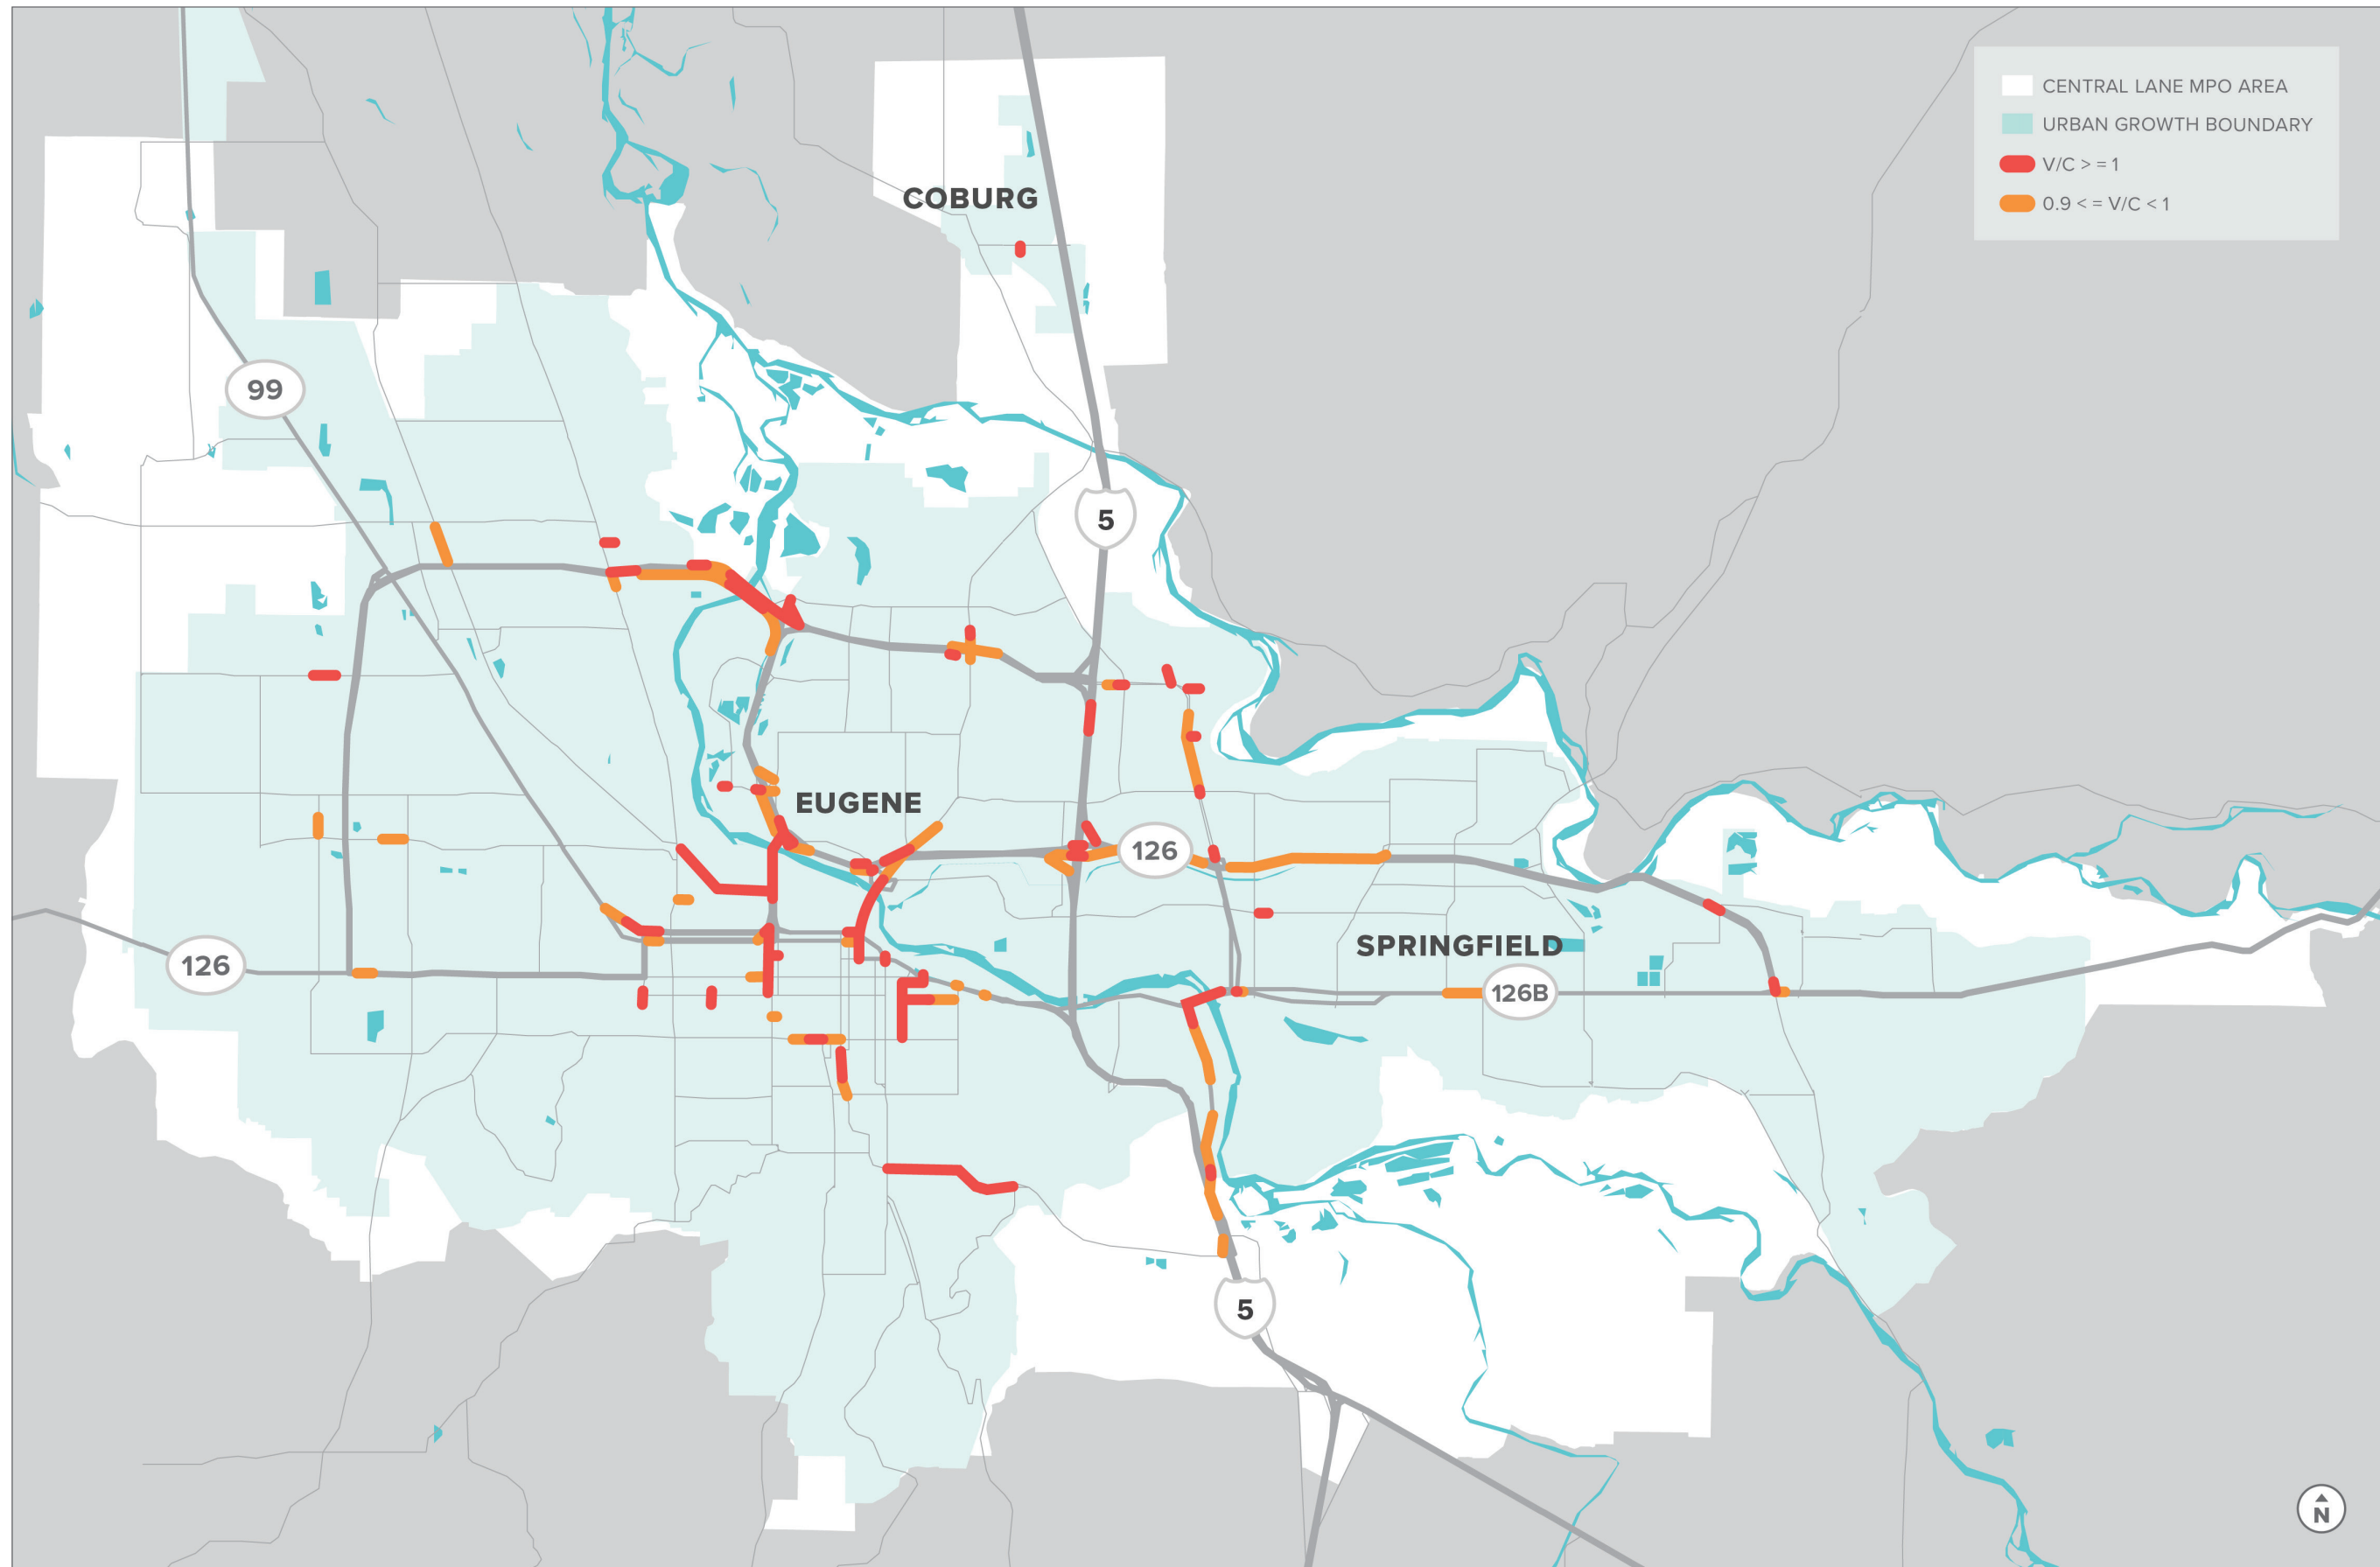 CENTRAL LANE MPO AREA
URBAN GROWTH BOUNDARY
V/C > = 1
0.9 < = V/C < 1
COBURG
99
5
EUGENE
126
SPRINGFIELD
126
126B
5
N